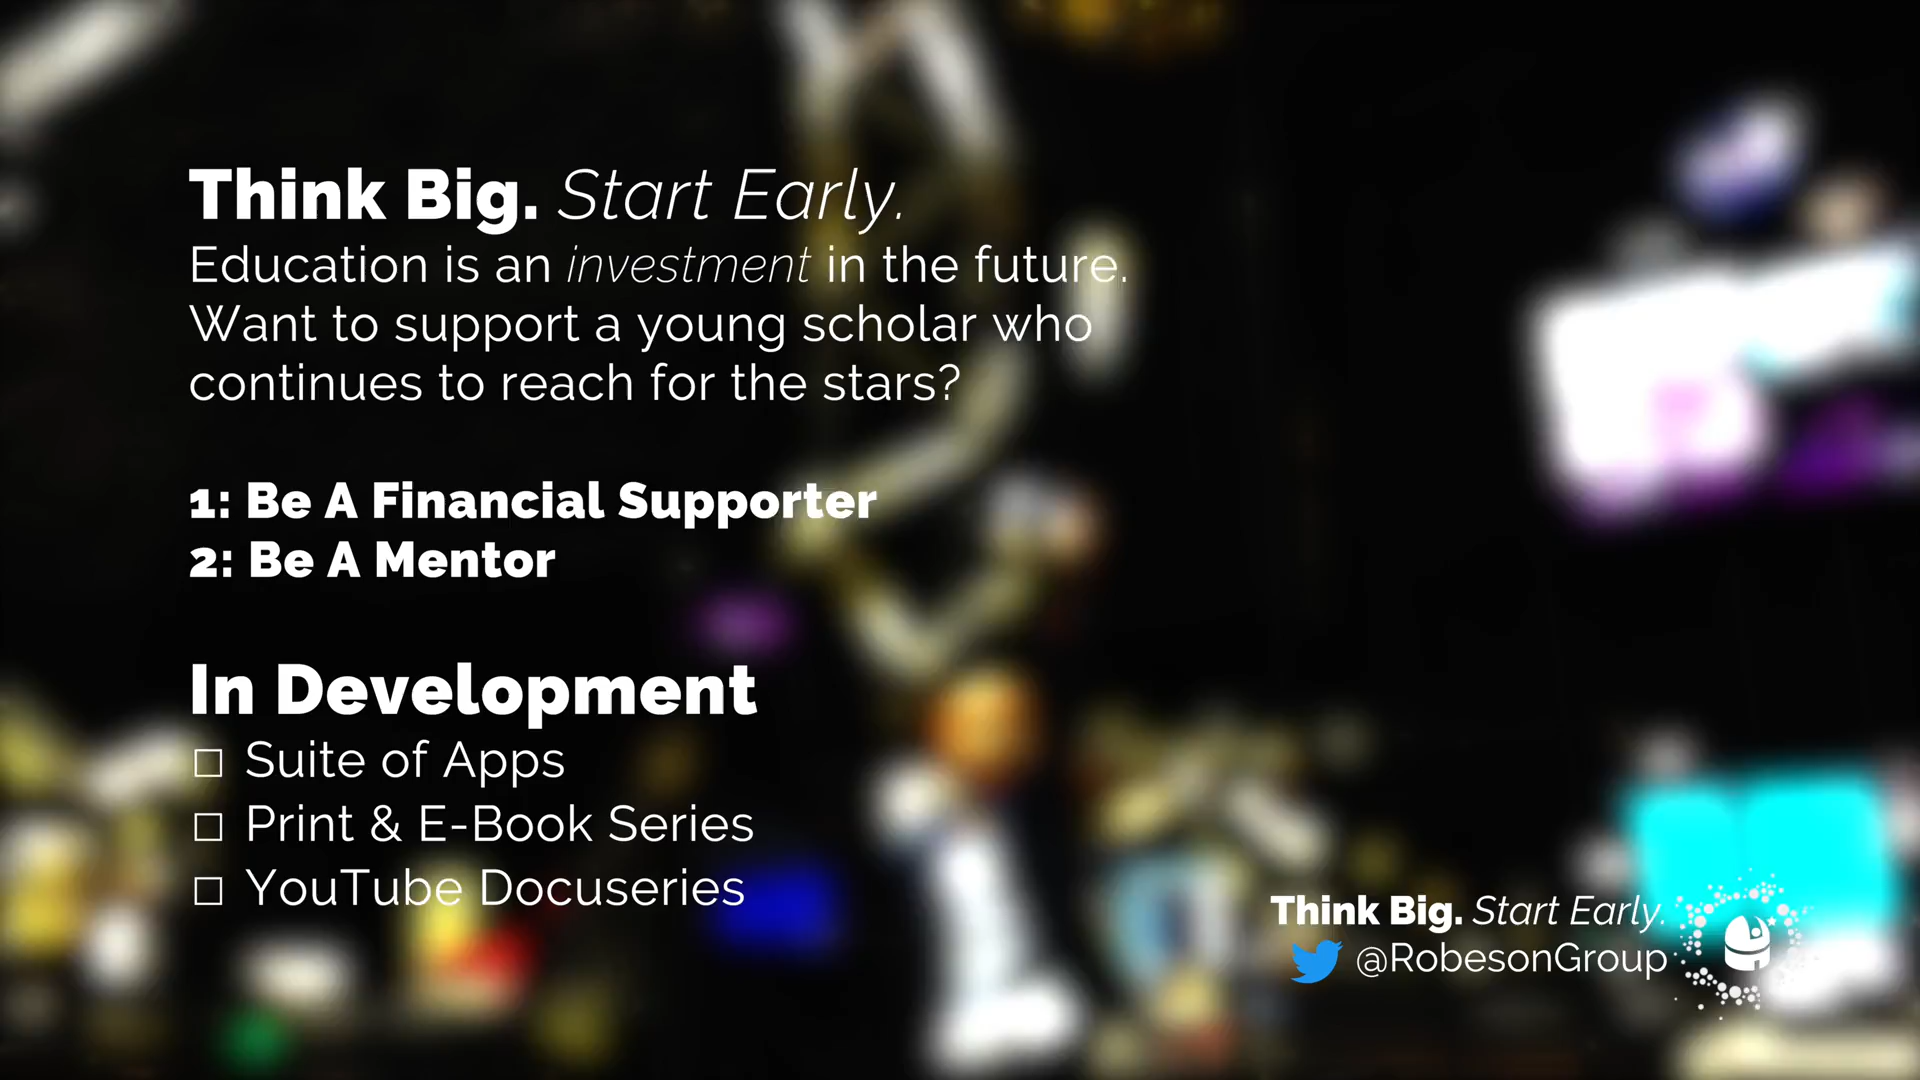 Think Big. Start Early.
Education is an investment in the future.
Want to support a young scholar who
continues to reach for the stars?
1: Be A Financial Supporter
2: Be A Mentor
In Development
☐ Suite of Apps
☐ Print & E-Book Series
☐ YouTube Docuseries
Think Big. Start Early.
@RobesonGroup